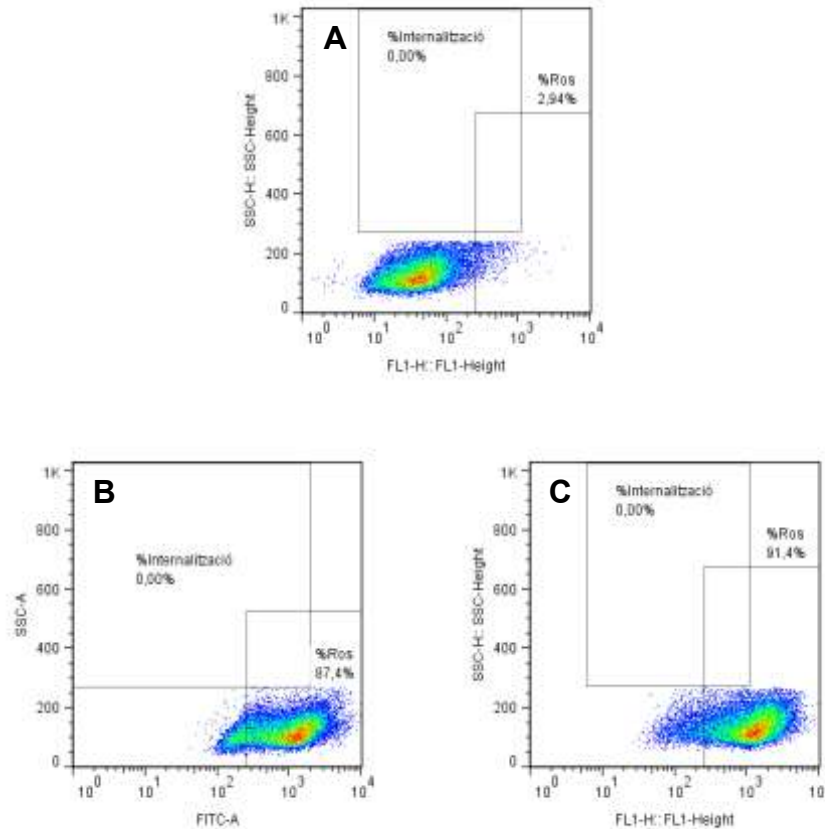 A
%Internalització
0,00%
%Ros
2,94%
SSC-H:: SSC-Height
1K
800
600
400
200
0
10^0 10^1 10^2 10^3 10^4
FL1-H:: FL1-Height
B
%Internalització
0,00%
%Ros
87,4%
SSC-A
1K
800
600
400
200
0
10^0 10^1 10^2 10^3 10^4
FITC-A
C
%Internalització
0,00%
%Ros
91,4%
SSC-H:: SSC-Height
1K
800
600
400
200
0
10^0 10^1 10^2 10^3 10
FL1-H:: FL1-Height